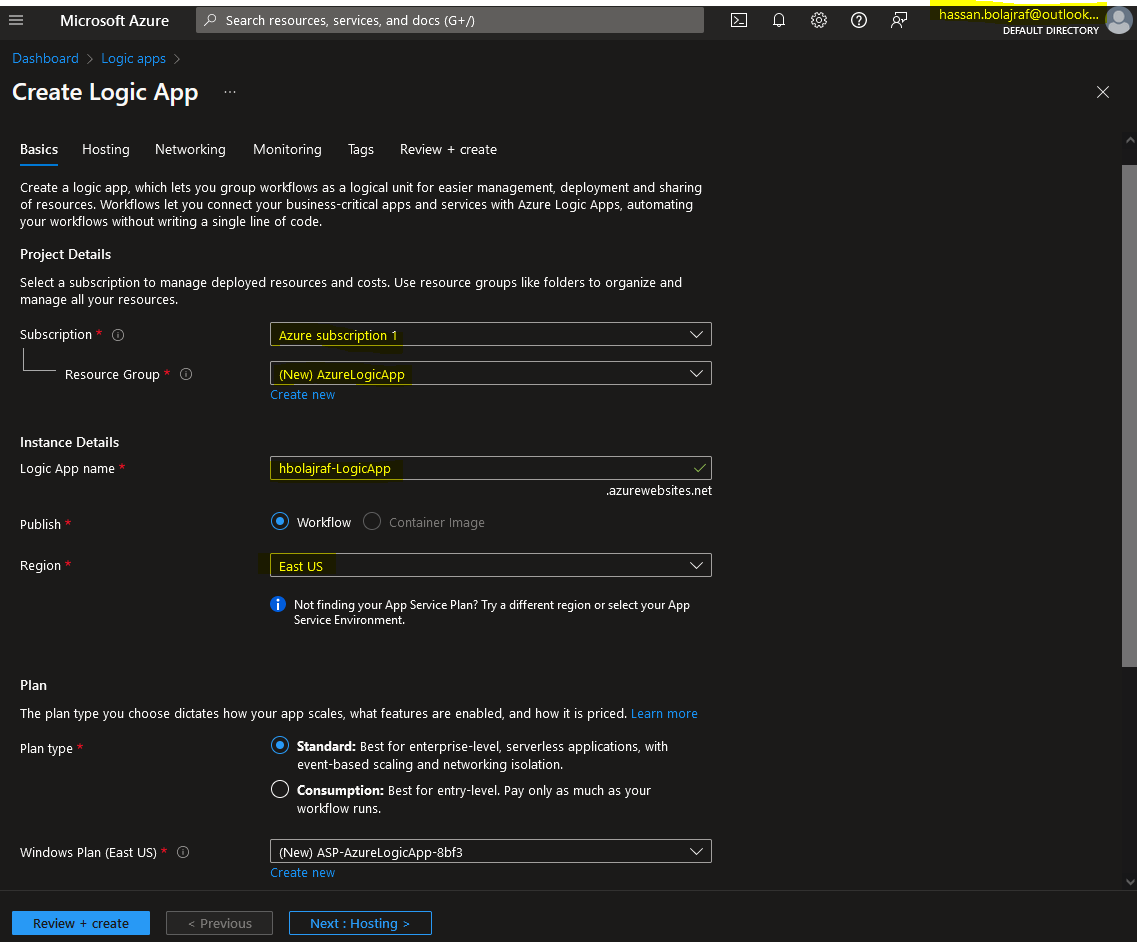 Microsoft Azure
Search resources, services, and docs (G+/)
hassan.bolajraf@outlook...
DEFAULT DIRECTORY
Dashboard > Logic apps >
Create Logic App ...
Basics Hosting Networking Monitoring Tags Review + create
Create a logic app, which lets you group workflows as a logical unit for easier management, deployment and sharing
of resources. Workflows let you connect your business-critical apps and services with Azure Logic Apps, automating
your workflows without writing a single line of code.
Project Details
Select a subscription to manage deployed resources and costs. Use resource groups like folders to organize and
manage all your resources.
Subscription * Azure subscription 1
Resource Group * (New) AzureLogicApp
Create new
Instance Details
Logic App name * hbolajraf-LogicApp
.azurewebsites.net
Publish * Workflow Container Image
Region * East US
Not finding your App Service Plan? Try a different region or select your App
Service Environment.
Plan
The plan type you choose dictates how your app scales, what features are enabled, and how it is priced. Learn more
Plan type * Standard: Best for enterprise-level, serverless applications, with
event-based scaling and networking isolation.
Consumption: Best for entry-level. Pay only as much as your
workflow runs.
Windows Plan (East US) * (New) ASP-AzureLogicApp-8bf3
Create new
Review + create < Previous Next : Hosting >